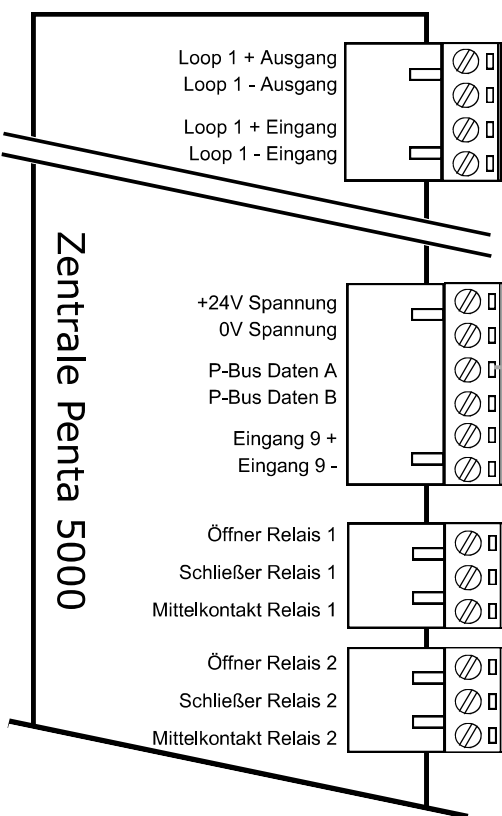 Loop 1 + Ausgang
Loop 1 - Ausgang
Loop 1 + Eingang
Loop 1 - Eingang
Zentrale Penta 5000
+24V Spannung
0V Spannung
P-Bus Daten A
P-Bus Daten B
Eingang 9 +
Eingang 9 -
Öffner Relais 1
Schließer Relais 1
Mittelkontakt Relais 1
Öffner Relais 2
Schließer Relais 2
Mittelkontakt Relais 2